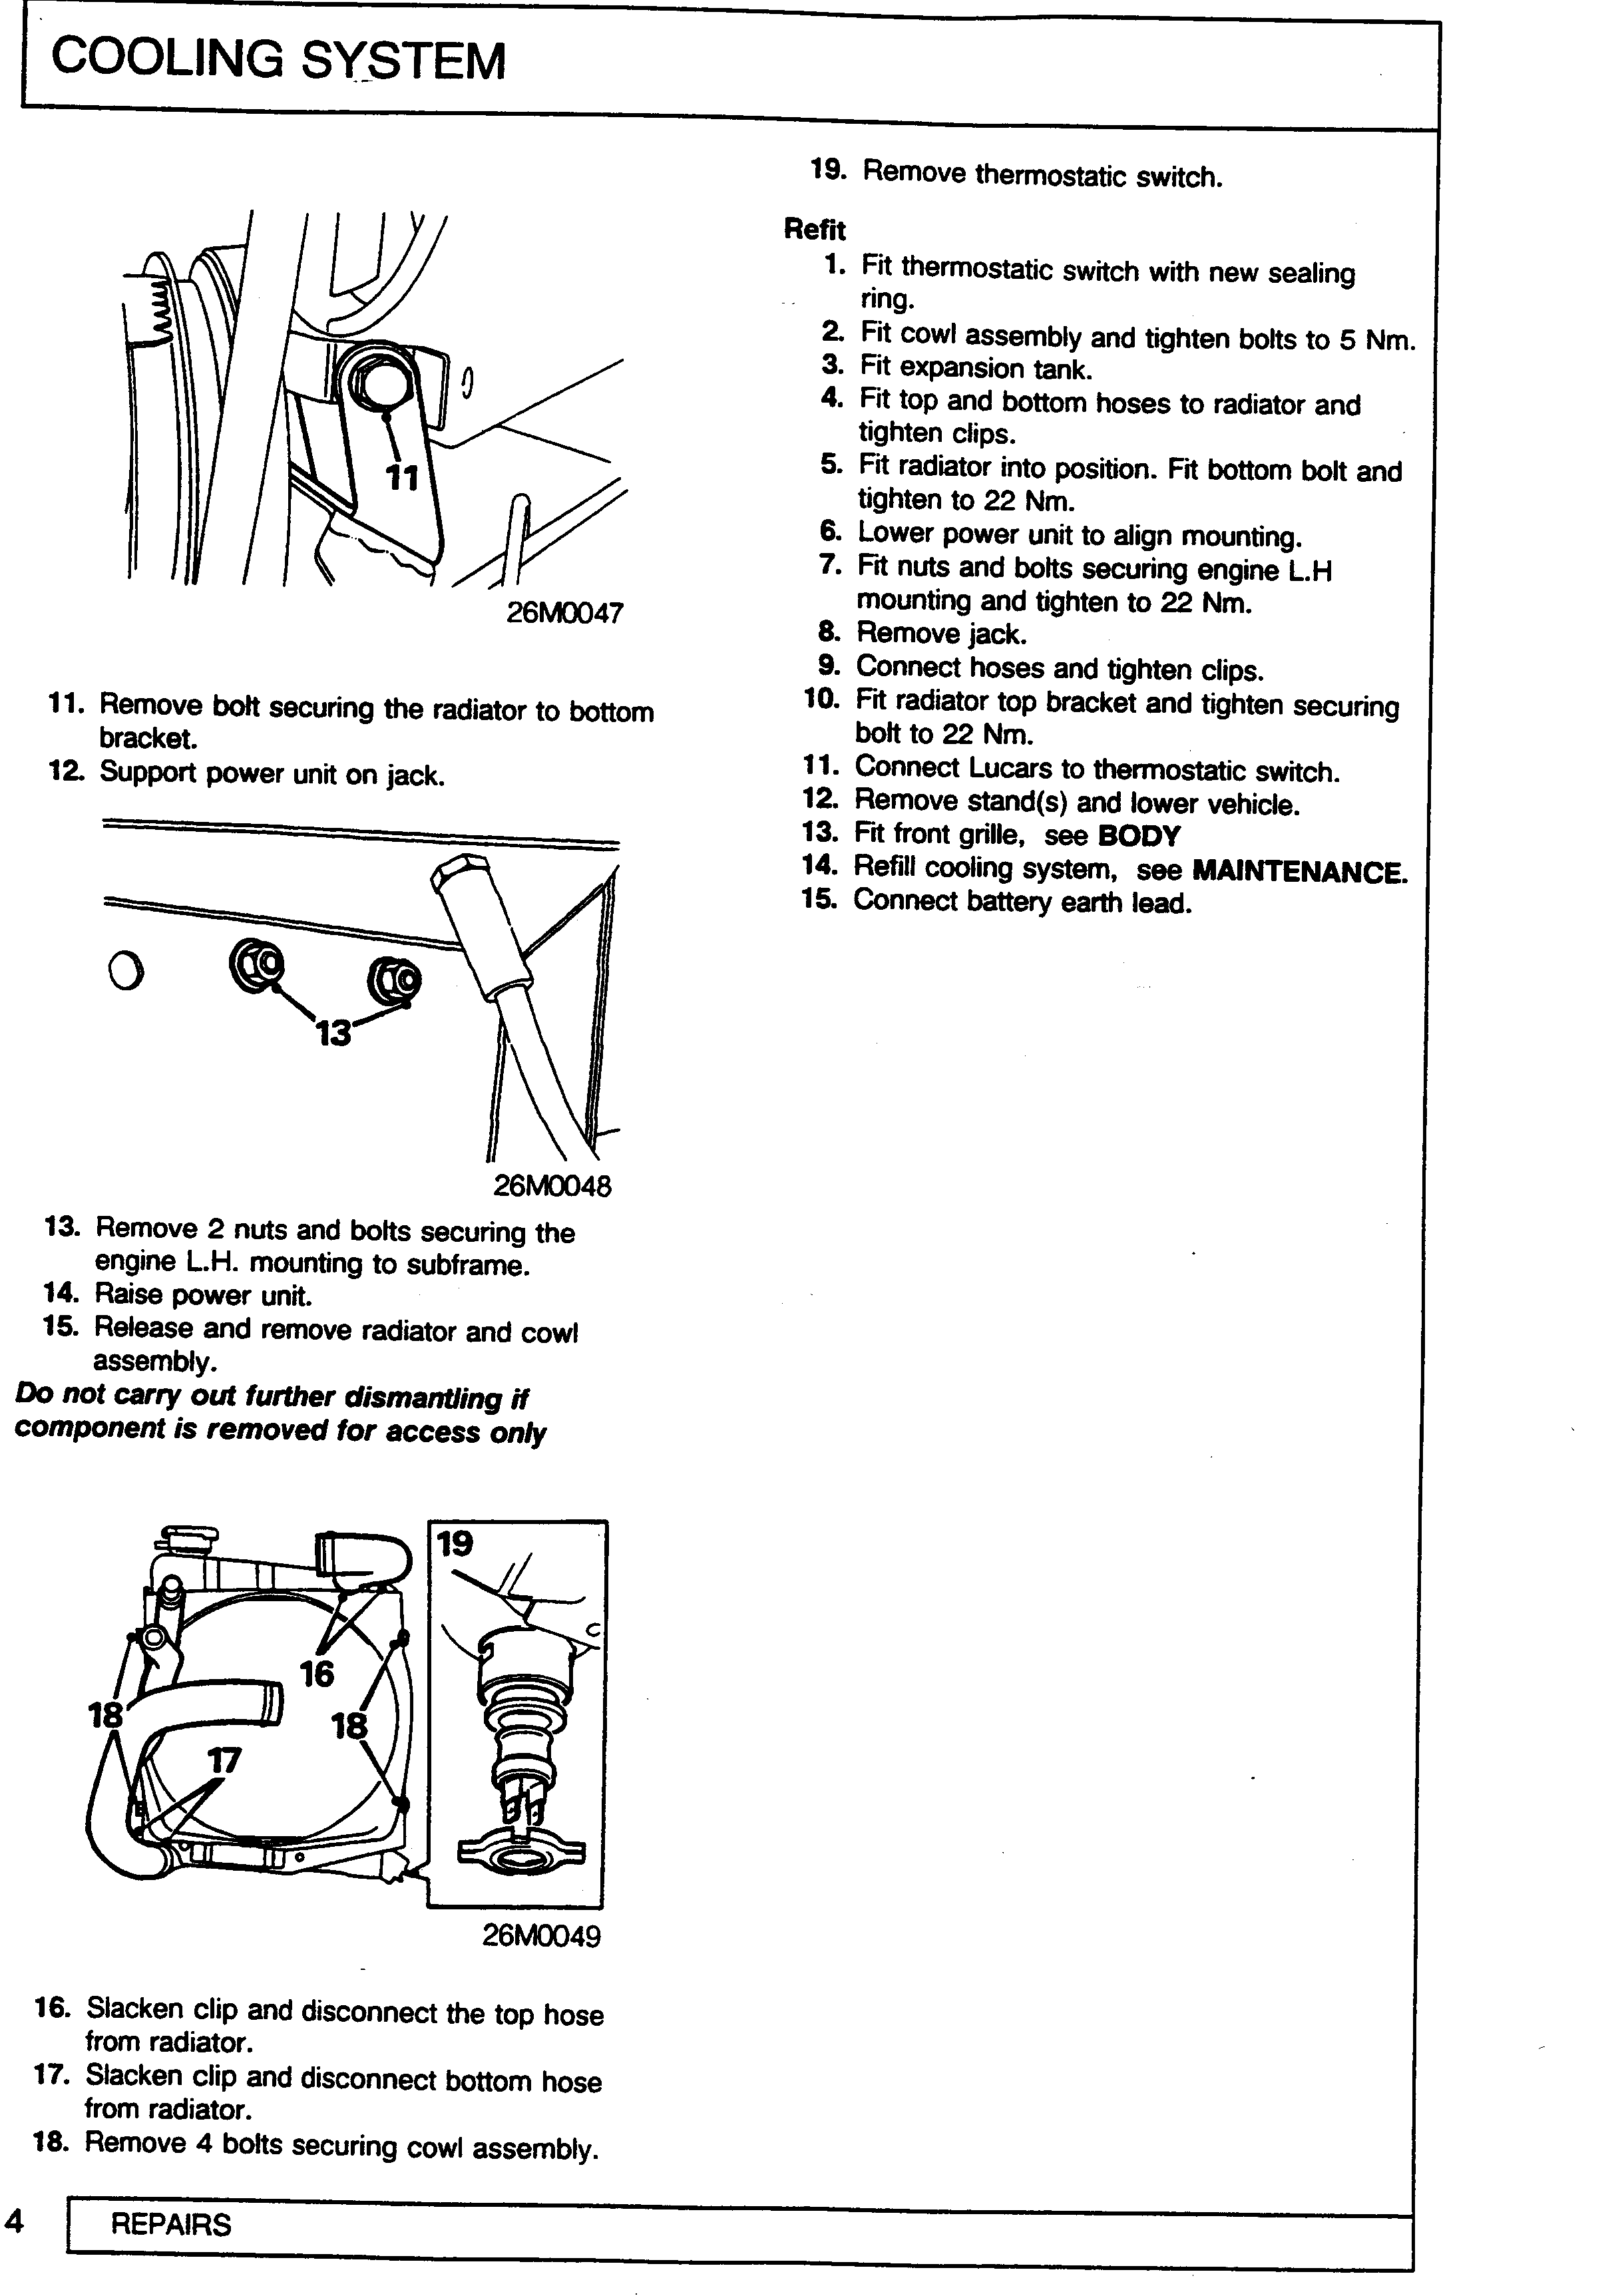 COOLING SYSTEM
11
26M0047
11. Remove bolt securing the radiator to bottom
bracket.
12. Support power unit on jack.
13
26M0048
13. Remove 2 nuts and bolts securing the
engine L.H. mounting to subframe.
14. Raise power unit.
15. Release and remove radiator and cowl
assembly.
Do not carry out further dismantling if
component is removed for access only
19
16
18
18
17
26M0049
16. Slacken clip and disconnect the top hose
from radiator.
17. Slacken clip and disconnect bottom hose
from radiator.
18. Remove 4 bolts securing cowl assembly.
19. Remove thermostatic switch.
Refit
1. Fit thermostatic switch with new sealing
ring.
2. Fit cowl assembly and tighten bolts to 5 Nm.
3. Fit expansion tank.
4. Fit top and bottom hoses to radiator and
tighten clips.
5. Fit radiator into position. Fit bottom bolt and
tighten to 22 Nm.
6. Lower power unit to align mounting.
7. Fit nuts and bolts securing engine L.H
mounting and tighten to 22 Nm.
8. Remove jack.
9. Connect hoses and tighten clips.
10. Fit radiator top bracket and tighten securing
bolt to 22 Nm.
11. Connect Lucars to thermostatic switch.
12. Remove stand(s) and lower vehicle.
13. Fit front grille, see BODY
14. Refill cooling system, see MAINTENANCE.
15. Connect battery earth lead.
4
REPAIRS